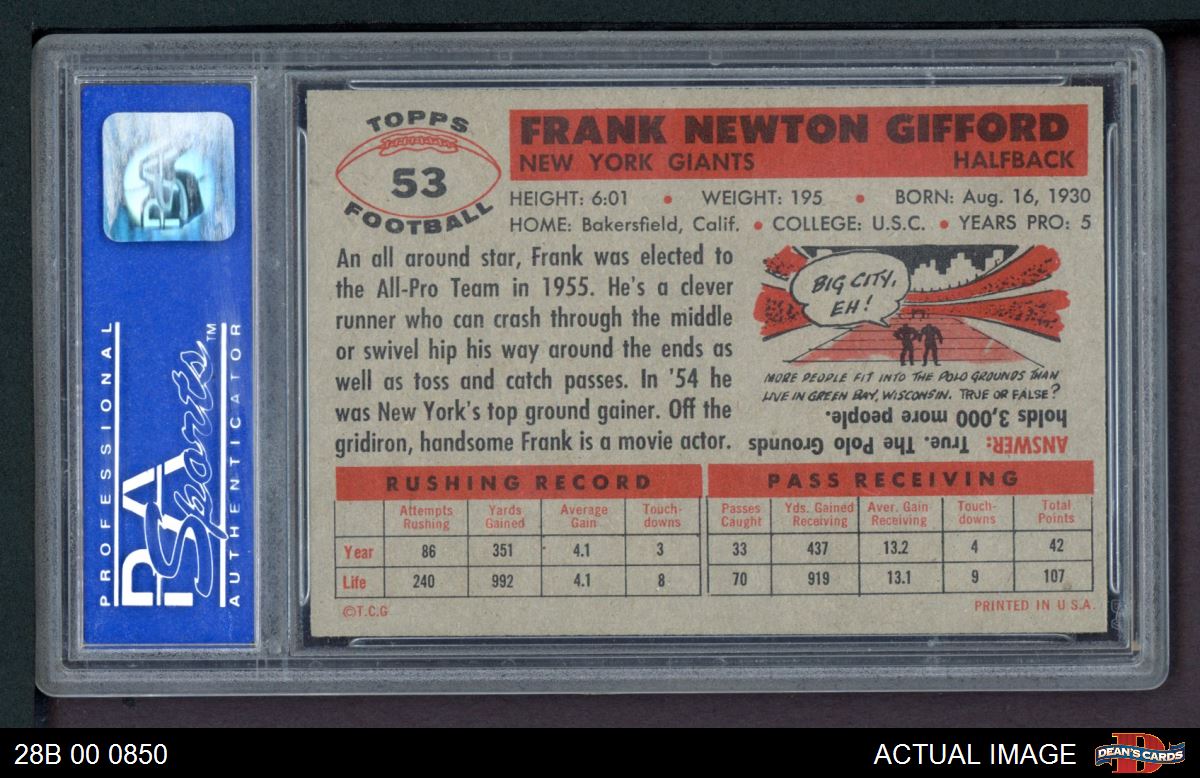 PROFESSIONAL
PSA
Sports™
AUTHENTICATOR
PSA
TOPPS
53
FOOTBALL
FRANK NEWTON GIFFORD
NEW YORK GIANTS HALFBACK
HEIGHT: 6:01 • WEIGHT: 195 • BORN: Aug. 16, 1930
HOME: Bakersfield, Calif. • COLLEGE: U.S.C. • YEARS PRO: 5
An all around star, Frank was elected to
the All-Pro Team in 1955. He's a clever
runner who can crash through the middle
or swivel hip his way around the ends as
well as toss and catch passes. In '54 he
was New York's top ground gainer. Off the
gridiron, handsome Frank is a movie actor.
BIG CITY,
EH!
MORE PEOPLE FIT INTO THE POLO GROUNDS THAN
LIVE IN GREEN BAY, WISCONSIN. TRUE OR FALSE?
ANSWER: True. The Polo Grounds
holds 3,000 more people.
RUSHING RECORD PASS RECEIVING
Attempts Rushing Yards Gained Average Gain Touch-downs Passes Caught Yds. Gained Receiving Aver. Gain Receiving Touch-downs Total Points
Year 86 351 4.1 3 33 437 13.2 4 42
Life 240 992 4.1 8 70 919 13.1 9 107
©T.C.G PRINTED IN U.S.A.
28B 00 0850 ACTUAL IMAGE DEAN'S CARDS